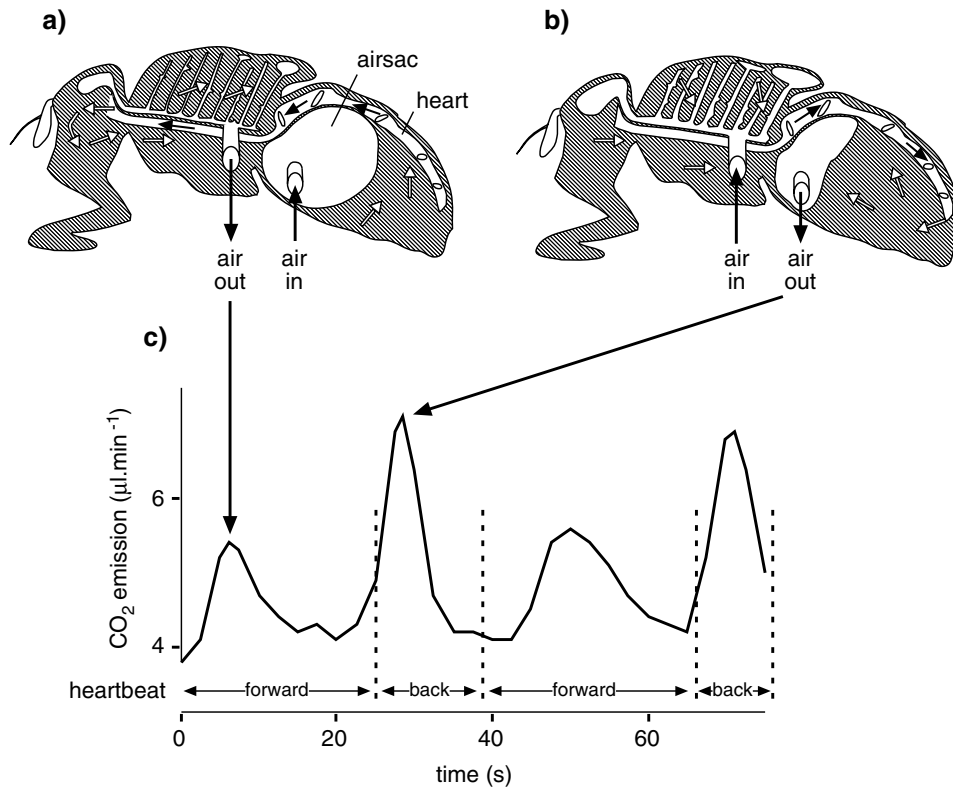 a)
airsac
heart
air
out
air
in
b)
air
in
air
out
c)
CO2 emission (μl.min-1)
6
4
heartbeat
forward
back
forward
back
0
20
40
60
time (s)